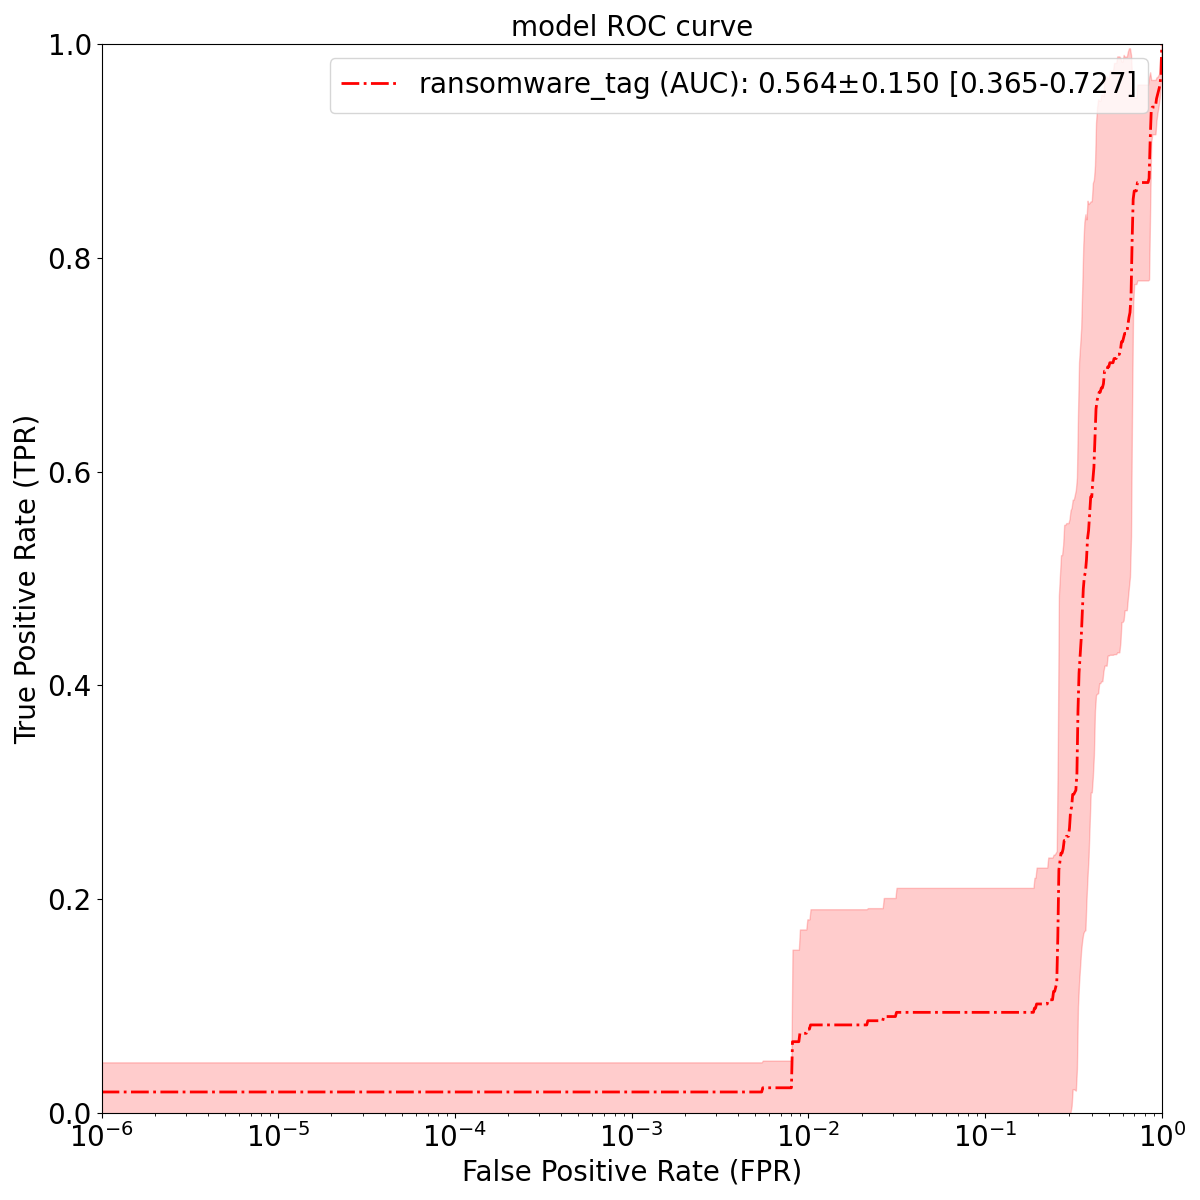 model ROC curve
ransomware_tag (AUC): 0.564±0.150 [0.365-0.727]
1.0
0.8
0.6
0.4
0.2
0.0
True Positive Rate (TPR)
10⁻⁶ 10⁻⁵ 10⁻⁴ 10⁻³ 10⁻² 10⁻¹ 10⁰
False Positive Rate (FPR)